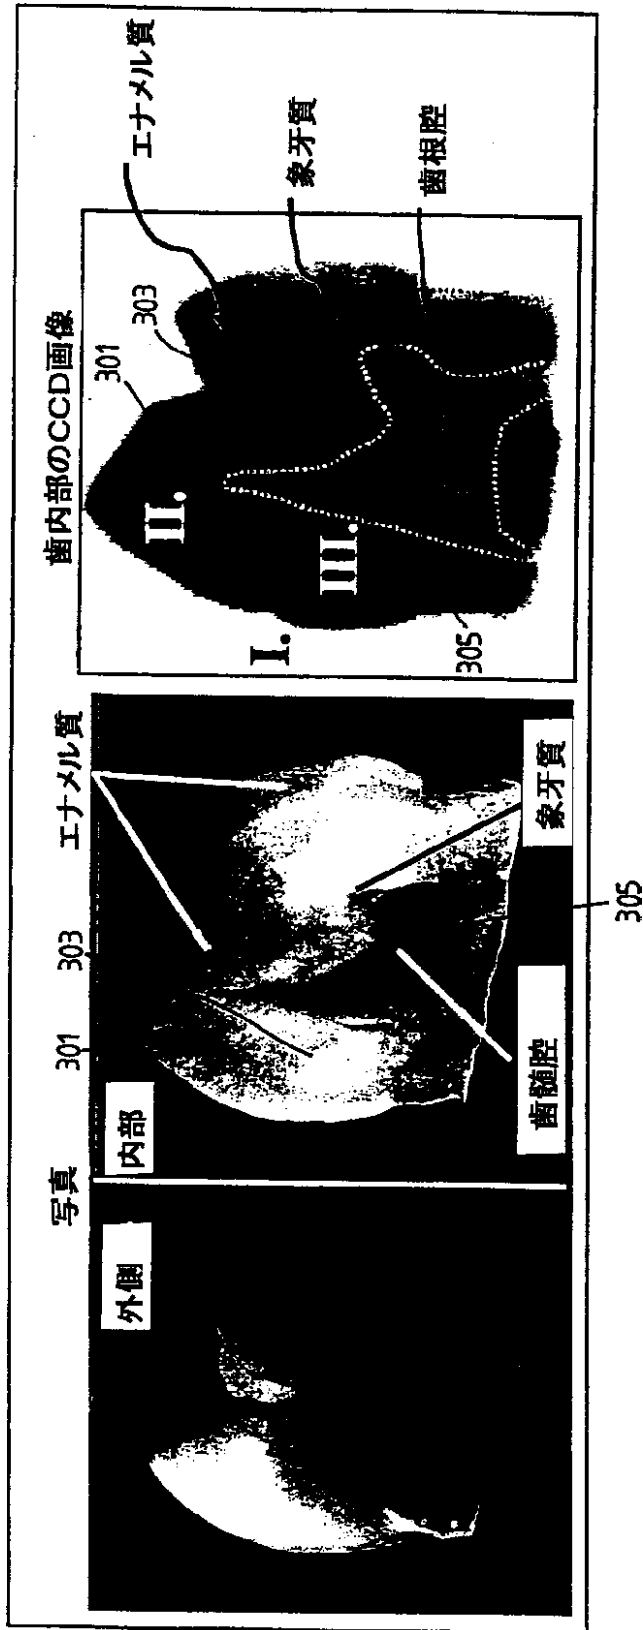 写真
外側
内部
301
303
エナメル質
歯髄腔
象牙質
305
歯内部のCCD画像
301
303
エナメル質
象牙質
歯根腔
I.
II.
III.
305